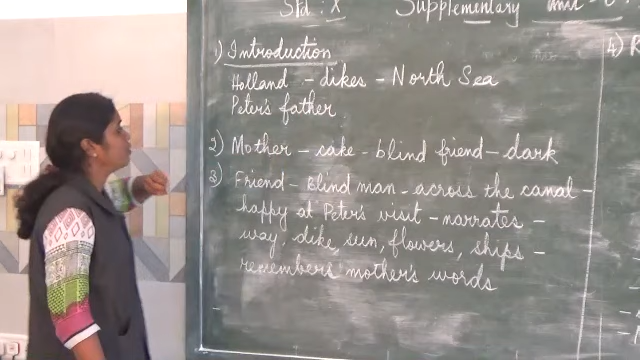 Std : X Supplementary unit -
1) Introduction
Holland - dikes - North Sea
Peter's father
2) Mother - cake - blind friend - dark
3) Friend - blind man - across the canal -
happy at Peter's visit - narrates -
way, dike, sun, flowers, ships -
remembers mother's words
4) R